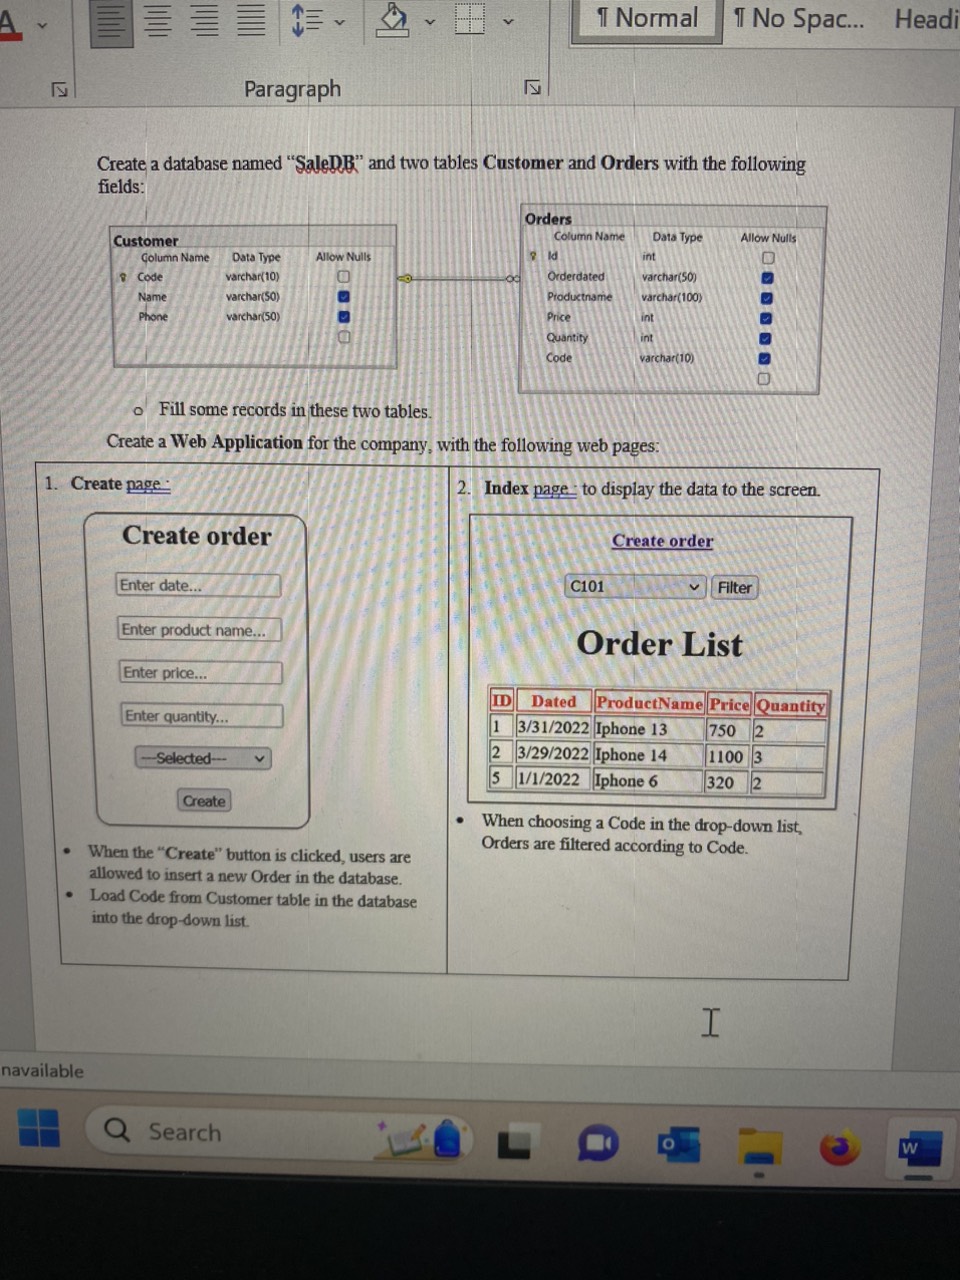 A
¶ Normal
¶ No Spac...
Headi
Paragraph
Create a database named “SaleDB” and two tables Customer and Orders with the following
fields:
Customer
Column Name Data Type Allow Nulls
Code varchar(10)
Name varchar(50)
Phone varchar(50)
Orders
Column Name Data Type Allow Nulls
Id int
Orderdated varchar(50)
Productname varchar(100)
Price int
Quantity int
Code varchar(10)
o Fill some records in these two tables.
Create a Web Application for the company, with the following web pages:
1. Create page :
Create order
Enter date...
Enter product name...
Enter price...
Enter quantity...
---Selected---
Create
• When the “Create” button is clicked, users are
allowed to insert a new Order in the database.
• Load Code from Customer table in the database
into the drop-down list.
2. Index page : to display the data to the screen.
Create order
C101 Filter
Order List
ID Dated ProductName Price Quantity
1 3/31/2022 Iphone 13 750 2
2 3/29/2022 Iphone 14 1100 3
5 1/1/2022 Iphone 6 320 2
• When choosing a Code in the drop-down list,
Orders are filtered according to Code.
navailable
Search
W